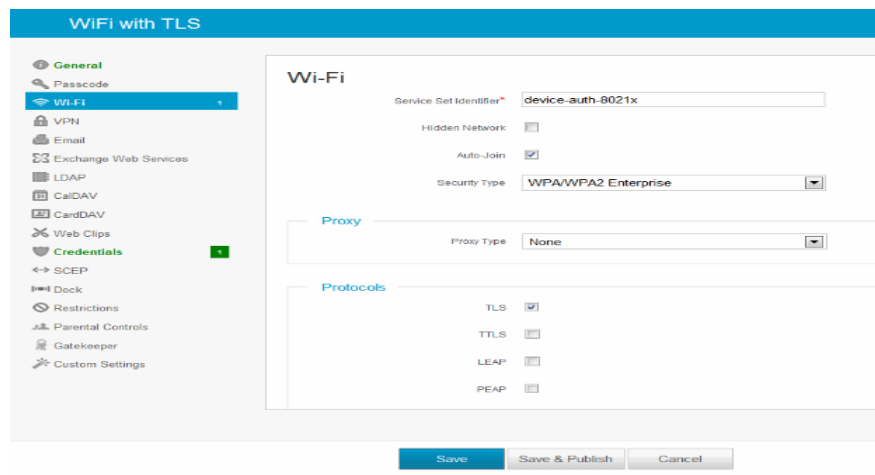 WiFi with TLS
General
Passcode
Wi-Fi 1
VPN
Email
Exchange Web Services
LDAP
CalDAV
CardDAV
Web Clips
Credentials 1
SCEP
Dock
Restrictions
Parental Controls
Gatekeeper
Custom Settings
Wi-Fi
Service Set Identifier* device-auth-8021x
Hidden Network
Auto-Join
Security Type WPA/WPA2 Enterprise
Proxy
Proxy Type None
Protocols
TLS
TTLS
LEAP
PEAP
Save Save & Publish Cancel